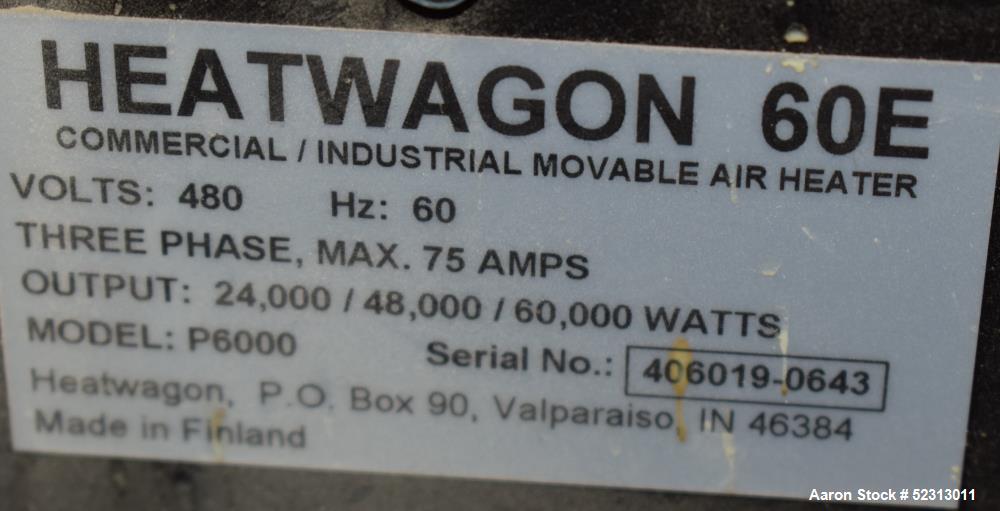 HEATWAGON 60E
COMMERCIAL / INDUSTRIAL MOVABLE AIR HEATER
VOLTS: 480 Hz: 60
THREE PHASE, MAX. 75 AMPS
OUTPUT: 24,000 / 48,000 / 60,000 WATTS
MODEL: P6000 Serial No.: 406019-0643
Heatwagon, P.O. Box 90, Valparaiso, IN 46384
Made in Finland
Aaron Stock # 52313011